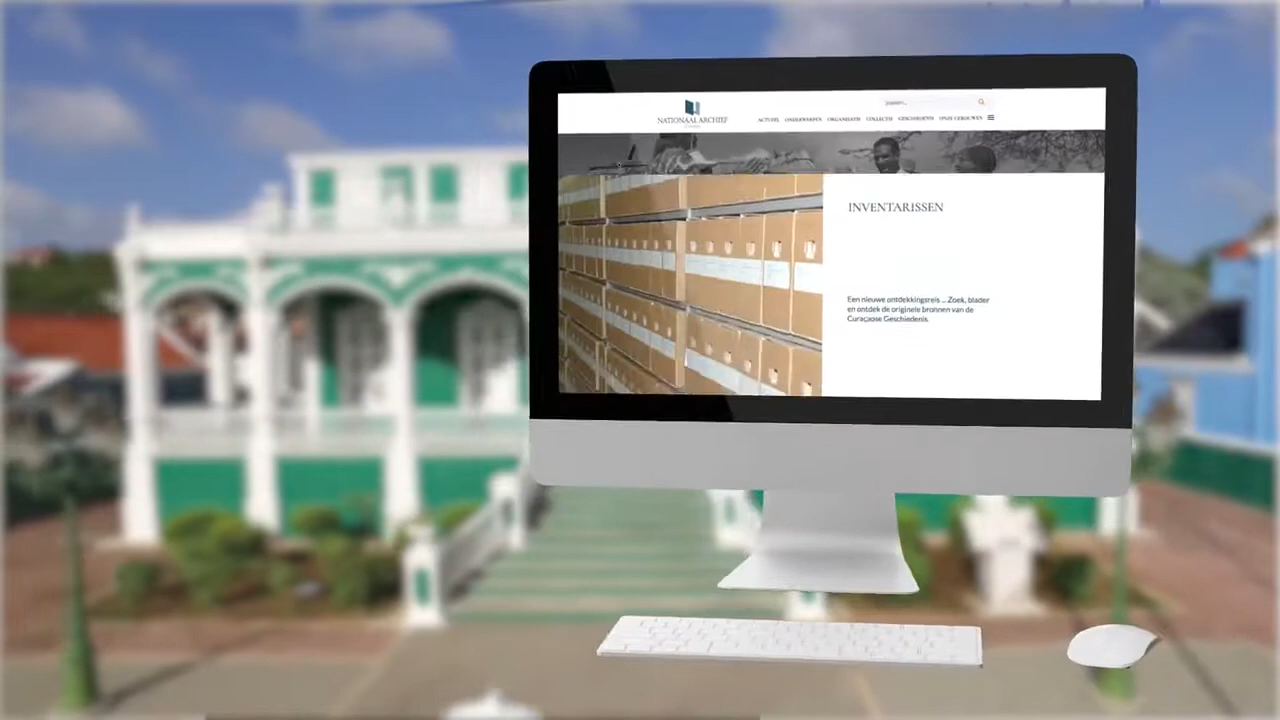 NATIONAAL ARCHIEF
ACTUEEL ONDERWERPEN ORGANISATIE COLLECTIE GESCHIEDENIS ONZE GEBOUWEN
INVENTARISSEN
Een nieuwe ontdekkingsreis ... Zoek, blader
en ontdek de originele bronnen van de
Curaçaose Geschiedenis.